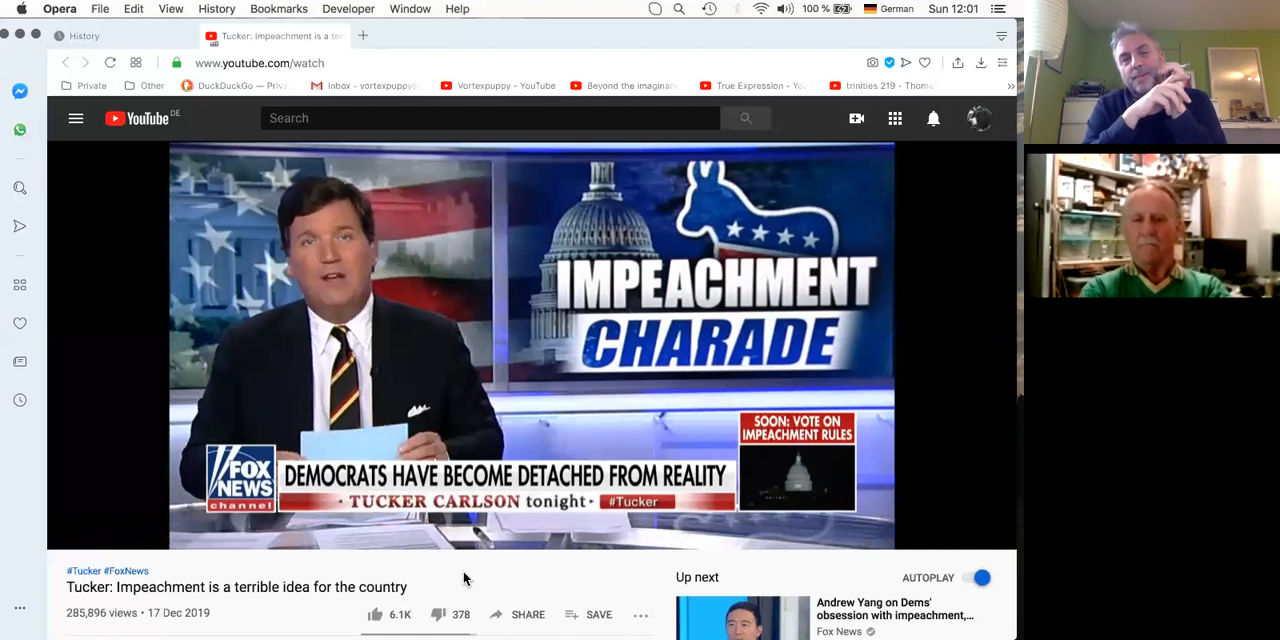 Opera File Edit View History Bookmarks Developer Window Help 100 % German Sun 12:01
History
Tucker: Impeachment is a ter
www.youtube.com/watch
Private Other DuckDuckGo — Priva Inbox - vortexpuppy Vortexpuppy - YouTube Beyond the imaginar True Expression - Yo trinities 219 - Thoma
YouTube DE
Search
IMPEACHMENT
CHARADE
SOON: VOTE ON
IMPEACHMENT RULES
FOX
NEWS
channel
DEMOCRATS HAVE BECOME DETACHED FROM REALITY
TUCKER CARLSON tonight #Tucker
#Tucker #FoxNews
Tucker: Impeachment is a terrible idea for the country
285,896 views • 17 Dec 2019
6.1K 378 SHARE SAVE
Up next
AUTOPLAY
Andrew Yang on Dems'
obsession with impeachment,...
Fox News